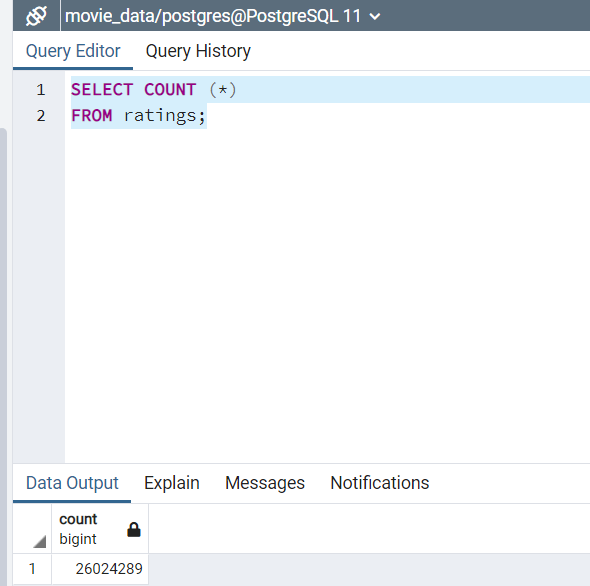 movie_data/postgres@PostgreSQL 11
Query Editor Query History
1 SELECT COUNT (*)
2 FROM ratings;
Data Output Explain Messages Notifications
count
bigint
1 26024289